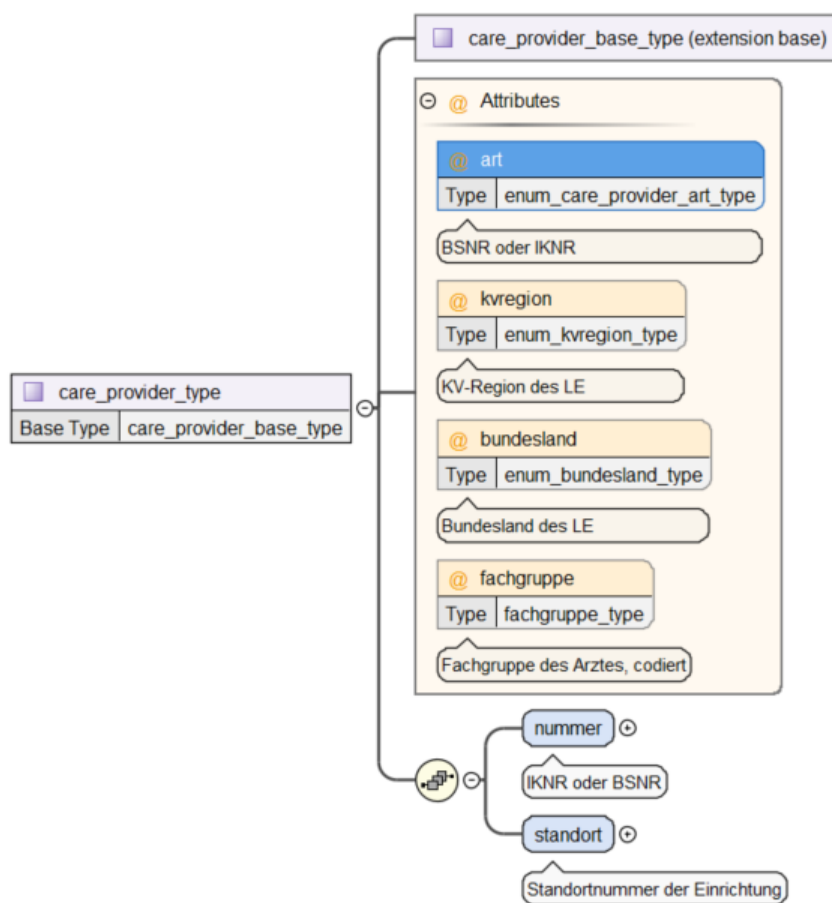 care_provider_base_type (extension base)
@ Attributes
@ art
Type enum_care_provider_art_type
BSNR oder IKNR
@ kvregion
Type enum_kvregion_type
KV-Region des LE
care_provider_type
Base Type care_provider_base_type
@ bundesland
Type enum_bundesland_type
Bundesland des LE
@ fachgruppe
Type fachgruppe_type
Fachgruppe des Arztes, codiert
nummer
IKNR oder BSNR
standort
Standortnummer der Einrichtung